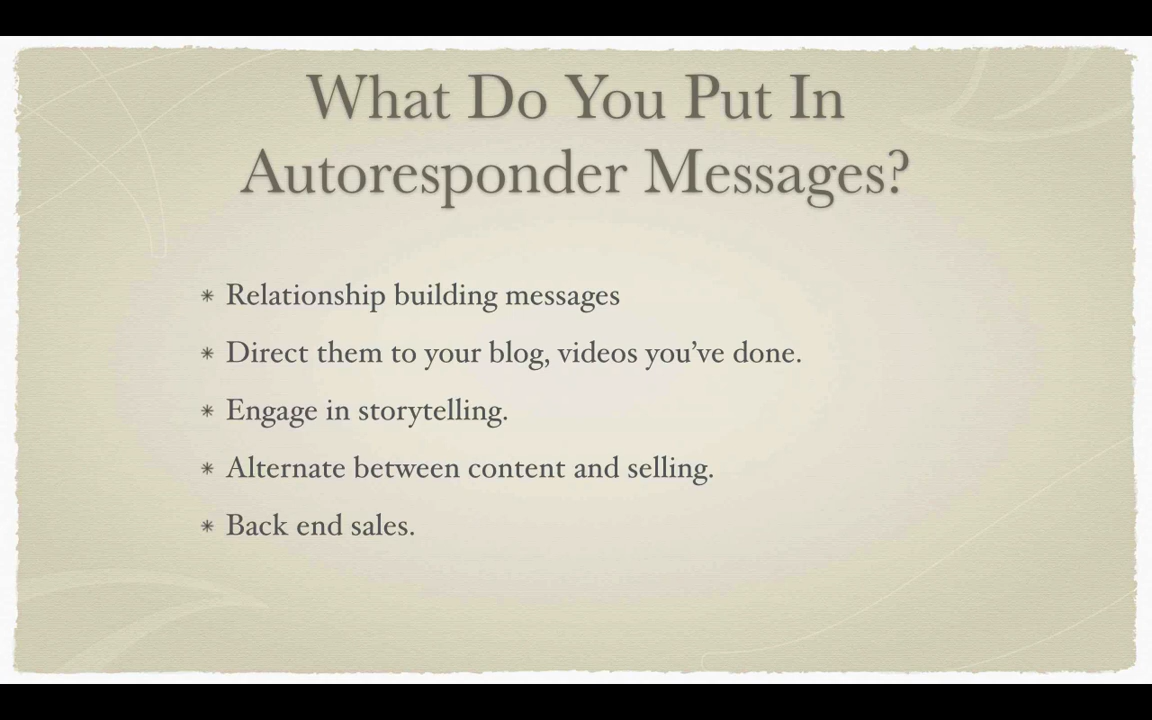 What Do You Put In
Autoresponder Messages?
* Relationship building messages
* Direct them to your blog, videos you’ve done.
* Engage in storytelling.
* Alternate between content and selling.
* Back end sales.